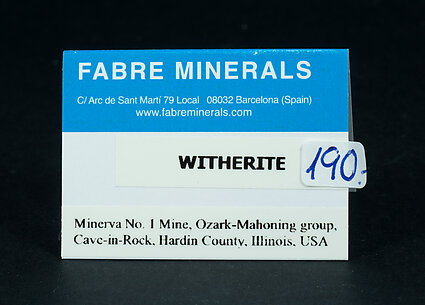 FABRE MINERALS
C/ Arc de Sant Martí 79 Local 08032 Barcelona (Spain)
www.fabreminerals.com
WITHERITE 190.-
Minerva No. 1 Mine, Ozark-Mahoning group,
Cave-in-Rock, Hardin County, Illinois, USA